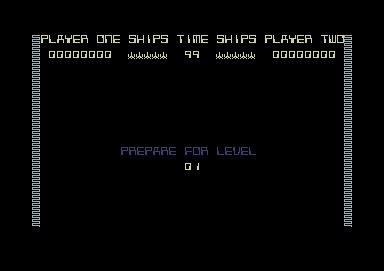 PLAYER ONE SHIPS TIME SHIPS PLAYER TWO
00000000 99 00000000
PREPARE FOR LEVEL
01